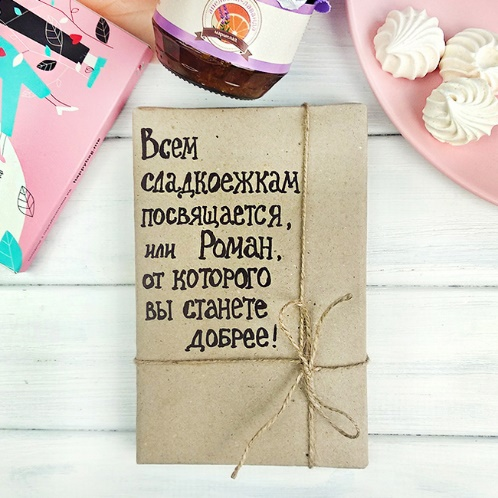 Всем
сладкоежкам
посвящается,
или Роман,
от которого
вы станете
добрее!